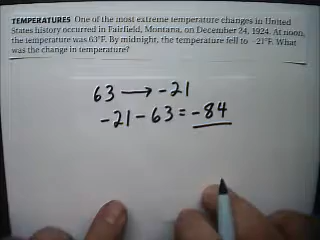 TEMPERATURES One of the most extreme temperature changes in United
States history occurred in Fairfield, Montana, on December 24, 1924. At noon,
the temperature was 63°F. By midnight, the temperature fell to -21°F. What
was the change in temperature?
63 → -21
-21 - 63 = -84